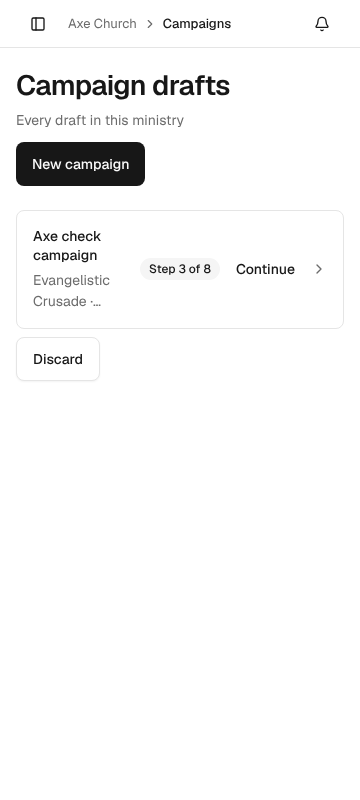 Axe Church > Campaigns
Campaign drafts
Every draft in this ministry
New campaign
Axe check
campaign
Evangelistic
Crusade ·...
Step 3 of 8
Continue
Discard